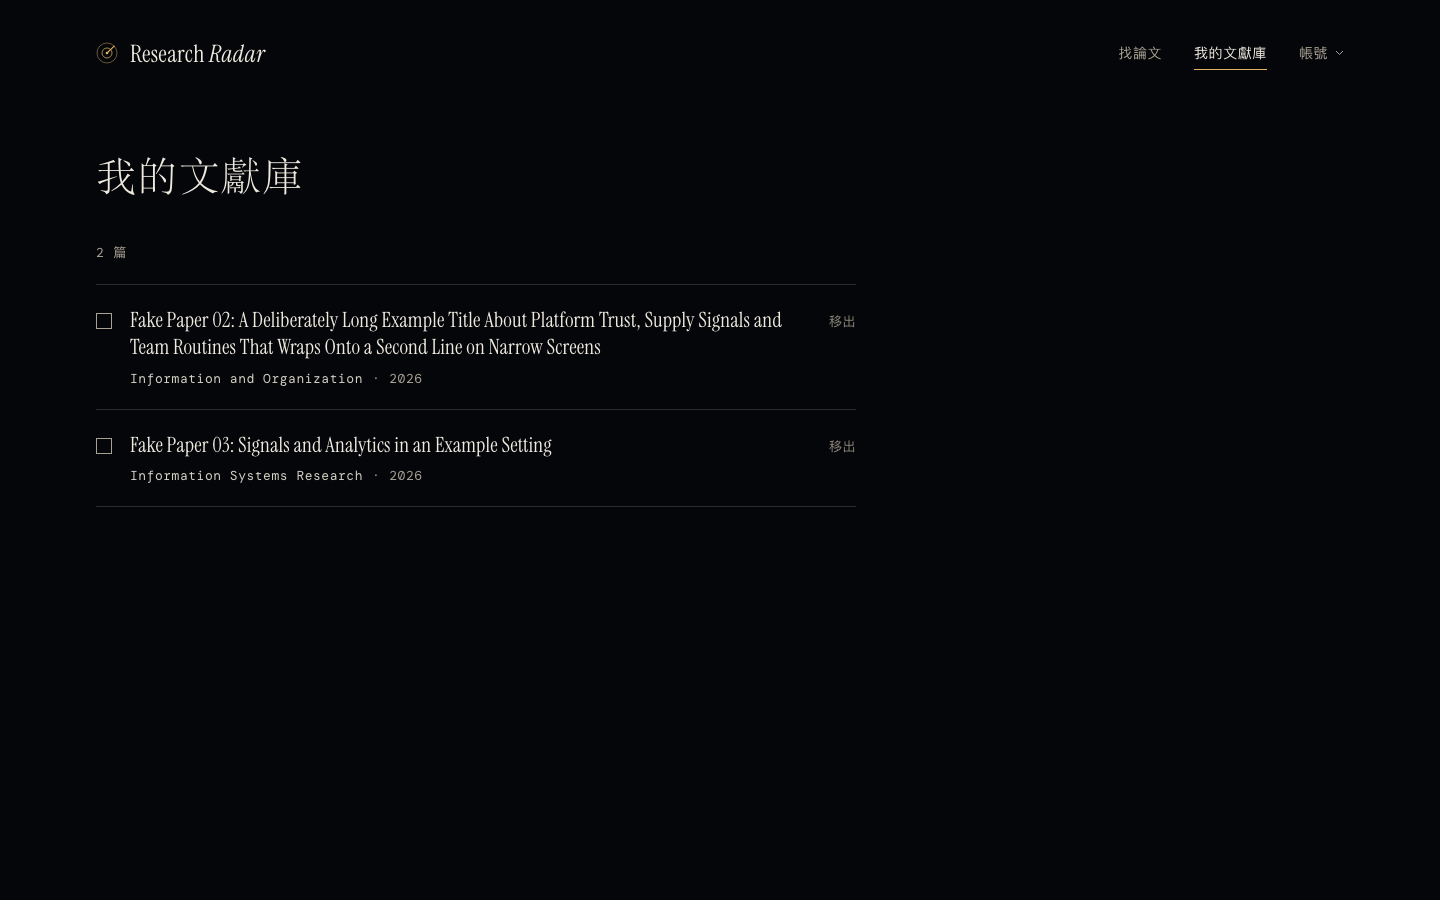 Research Radar
找論文
我的文獻庫
帳號
我的文獻庫
2 篇
Fake Paper 02: A Deliberately Long Example Title About Platform Trust, Supply Signals and
Team Routines That Wraps Onto a Second Line on Narrow Screens
移出
Information and Organization · 2026
Fake Paper 03: Signals and Analytics in an Example Setting
移出
Information Systems Research · 2026